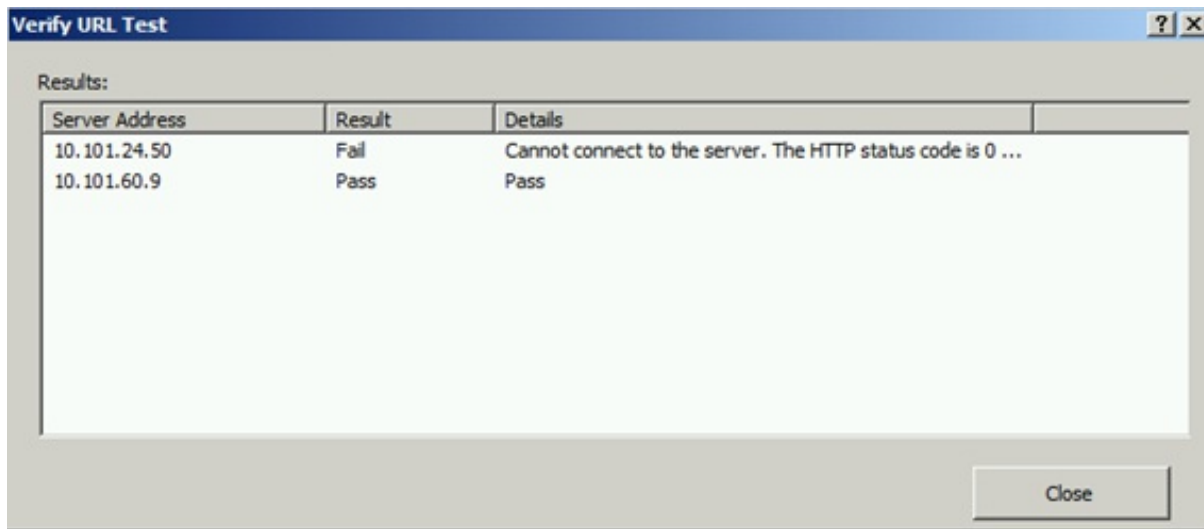 Verify URL Test
Results:
Server Address Result Details
10.101.24.50 Fail Cannot connect to the server. The HTTP status code is 0 ...
10.101.60.9 Pass Pass
Close